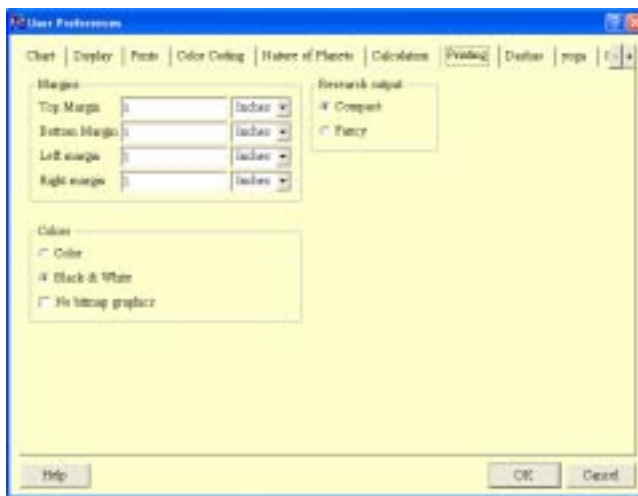 User Preferences
Chart Display Fonts Color Coding Nature of Planets Calculation Printing Dashas yoga
Margins
Top Margin 1 Inches
Bottom Margin 1 Inches
Left margin 1 Inches
Right margin 1 Inches
Research output
Compact
Fancy
Colors
Color
Black & White
No bitmap graphics
Help OK Cancel